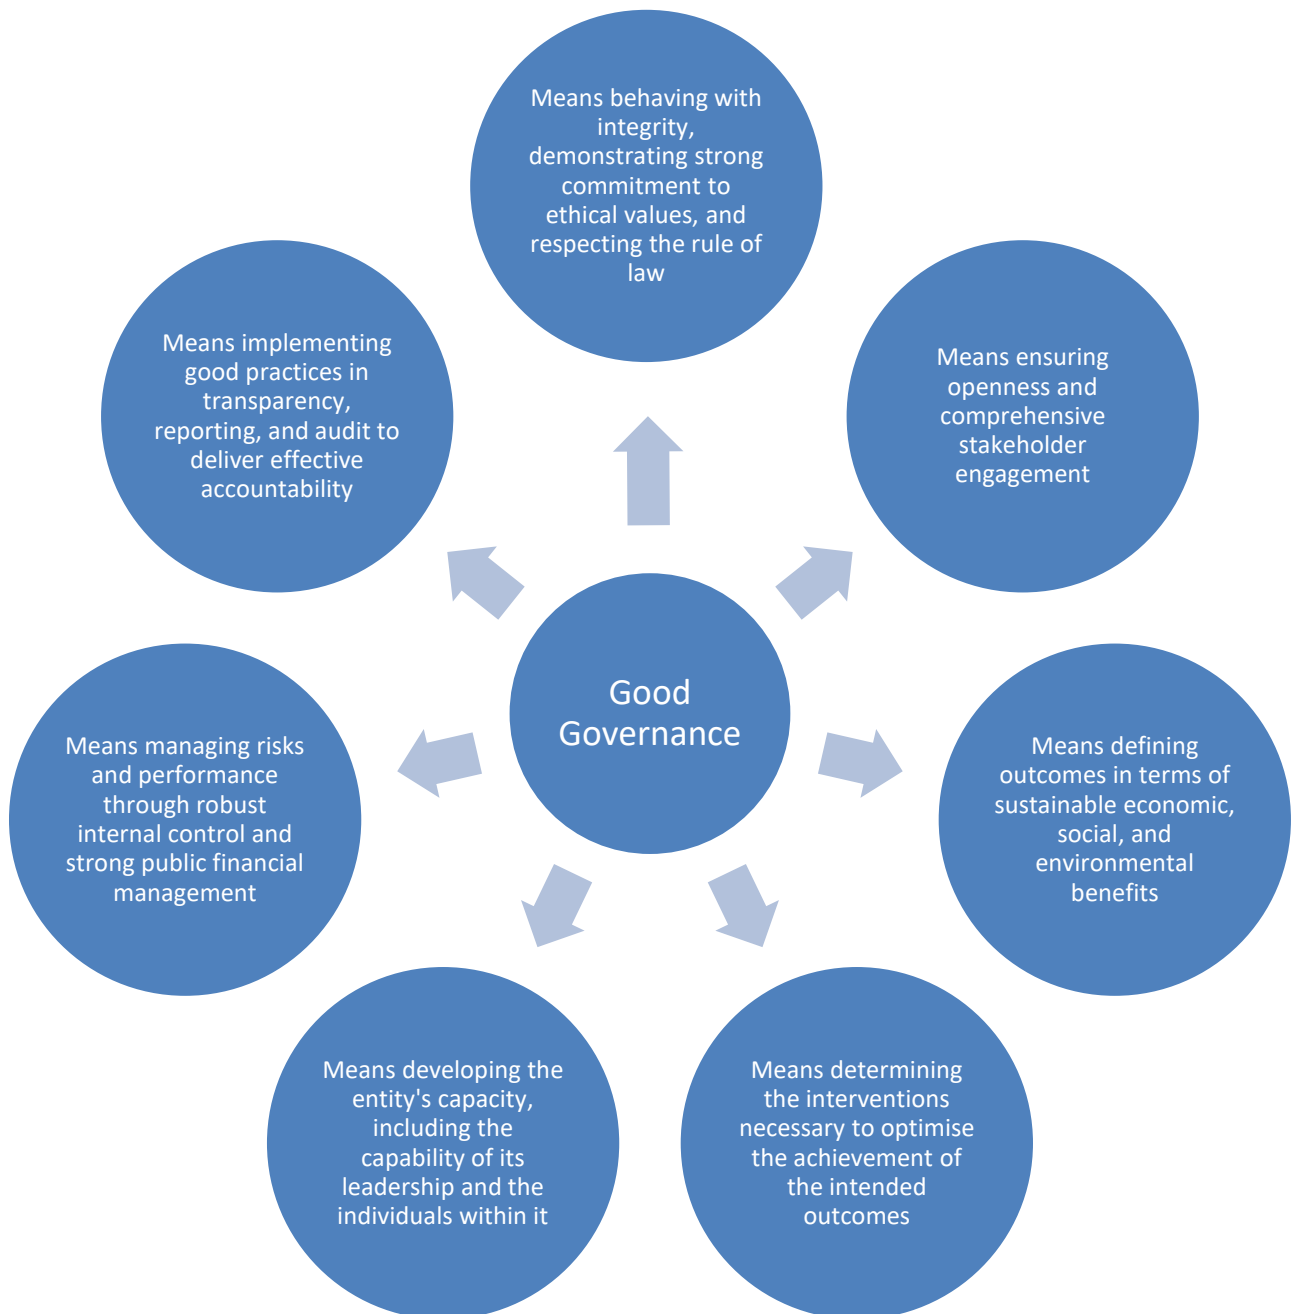 Means behaving with
integrity,
demonstrating strong
commitment to
ethical values, and
respecting the rule of
law
Means ensuring
openness and
comprehensive
stakeholder
engagement
Means defining
outcomes in terms of
sustainable economic,
social, and
environmental
benefits
Means determining
the interventions
necessary to optimise
the achievement of
the intended
outcomes
Means developing the
entity's capacity,
including the
capability of its
leadership and the
individuals within it
Means managing risks
and performance
through robust
internal control and
strong public financial
management
Means implementing
good practices in
transparency,
reporting, and audit to
deliver effective
accountability
Good
Governance